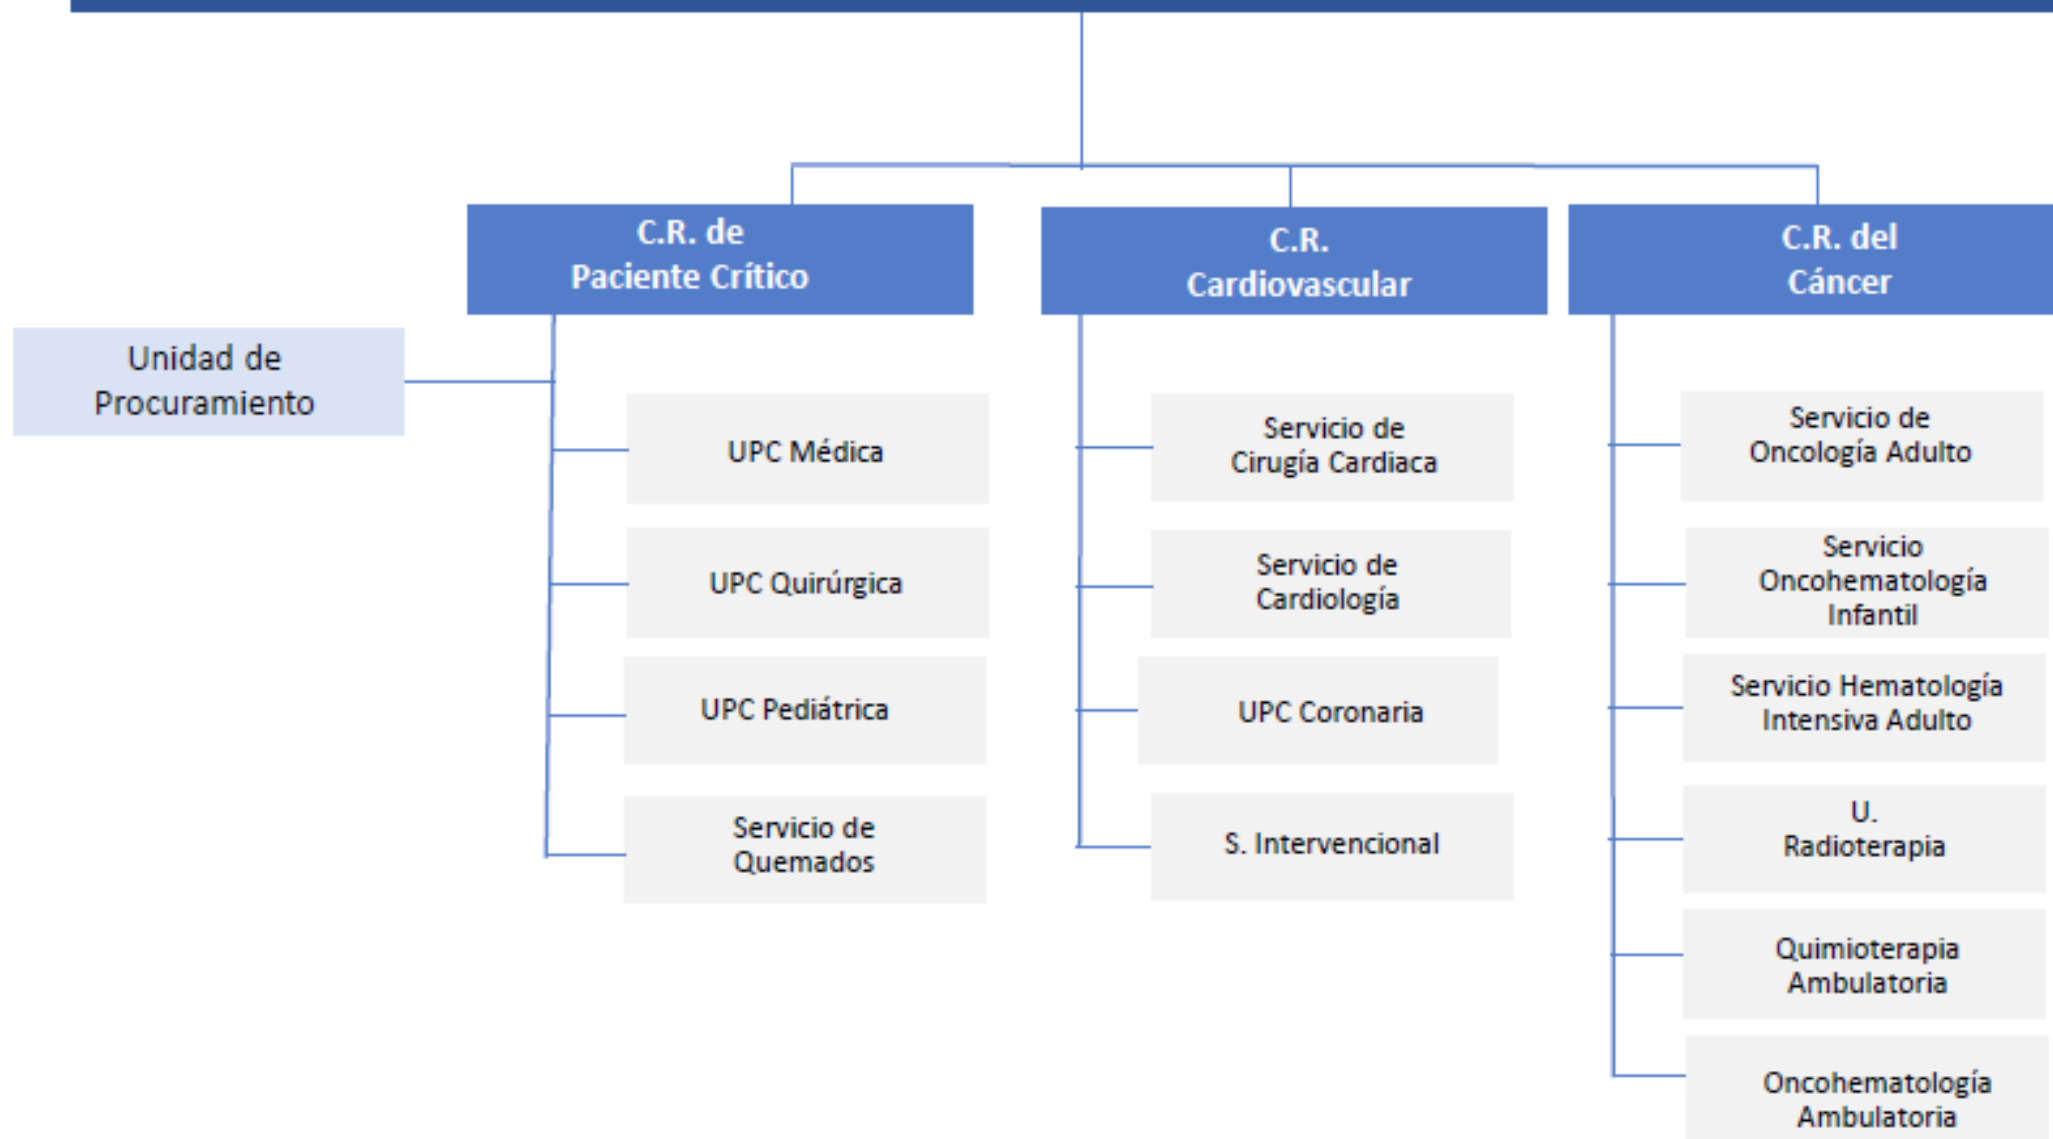 C.R. de
Paciente Crítico
Unidad de
Procuramiento
UPC Médica
UPC Quirúrgica
UPC Pediátrica
Servicio de
Quemados
C.R.
Cardiovascular
Servicio de
Cirugía Cardiaca
Servicio de
Cardiología
UPC Coronaria
S. Intervencional
C.R. del
Cáncer
Servicio de
Oncología Adulto
Servicio
Oncohematología
Infantil
Servicio Hematología
Intensiva Adulto
U.
Radioterapia
Quimioterapia
Ambulatoria
Oncohematología
Ambulatoria